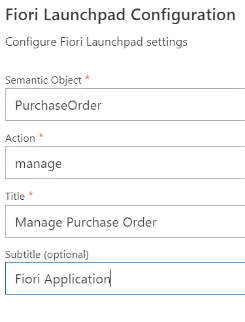 Fiori Launchpad Configuration
Configure Fiori Launchpad settings
Semantic Object *
PurchaseOrder
Action *
manage
Title *
Manage Purchase Order
Subtitle (optional)
Fiori Application